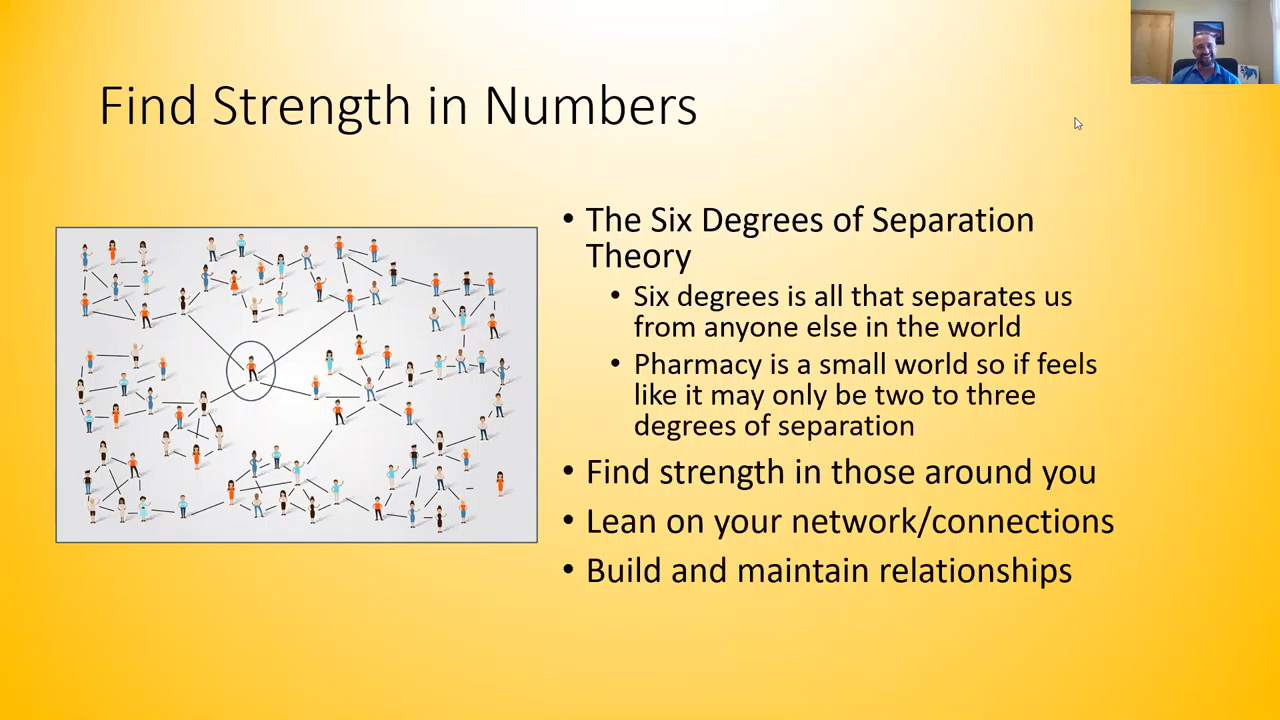 Find Strength in Numbers
• The Six Degrees of Separation
Theory
• Six degrees is all that separates us
from anyone else in the world
• Pharmacy is a small world so if feels
like it may only be two to three
degrees of separation
• Find strength in those around you
• Lean on your network/connections
• Build and maintain relationships